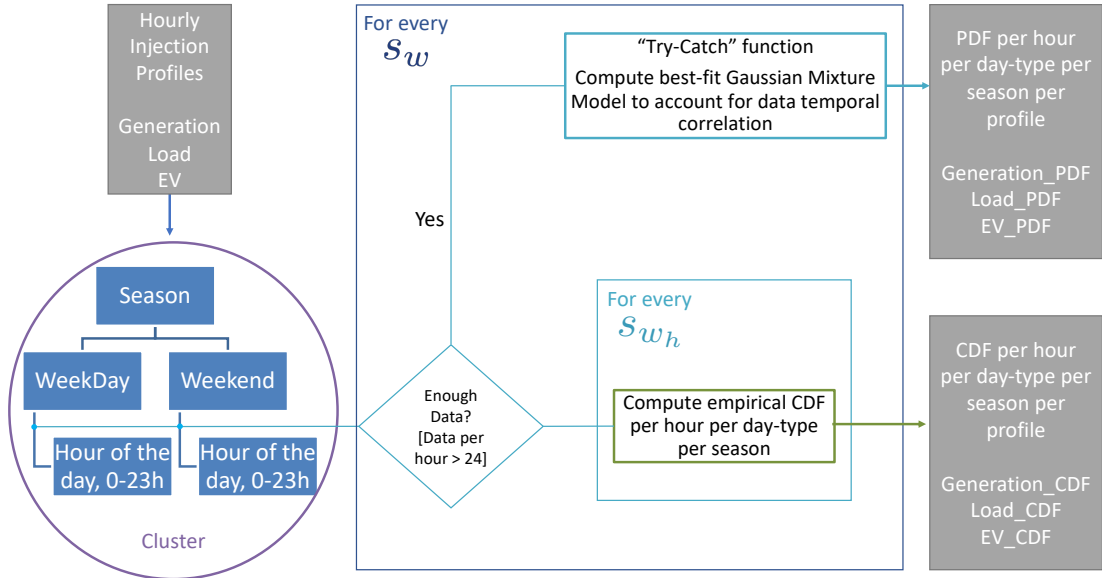 Hourly
Injection
Profiles
Generation
Load
EV
Season
WeekDay
Weekend
Hour of the
day, 0-23h
Hour of the
day, 0-23h
Cluster
For every
s_w
Yes
Enough
Data?
[Data per
hour > 24]
“Try-Catch” function
Compute best-fit Gaussian Mixture
Model to account for data temporal
correlation
For every
s_{w_h}
Compute empirical CDF
per hour per day-type
per season
PDF per hour
per day-type per
season per
profile
Generation_PDF
Load_PDF
EV_PDF
CDF per hour
per day-type per
season per
profile
Generation_CDF
Load_CDF
EV_CDF